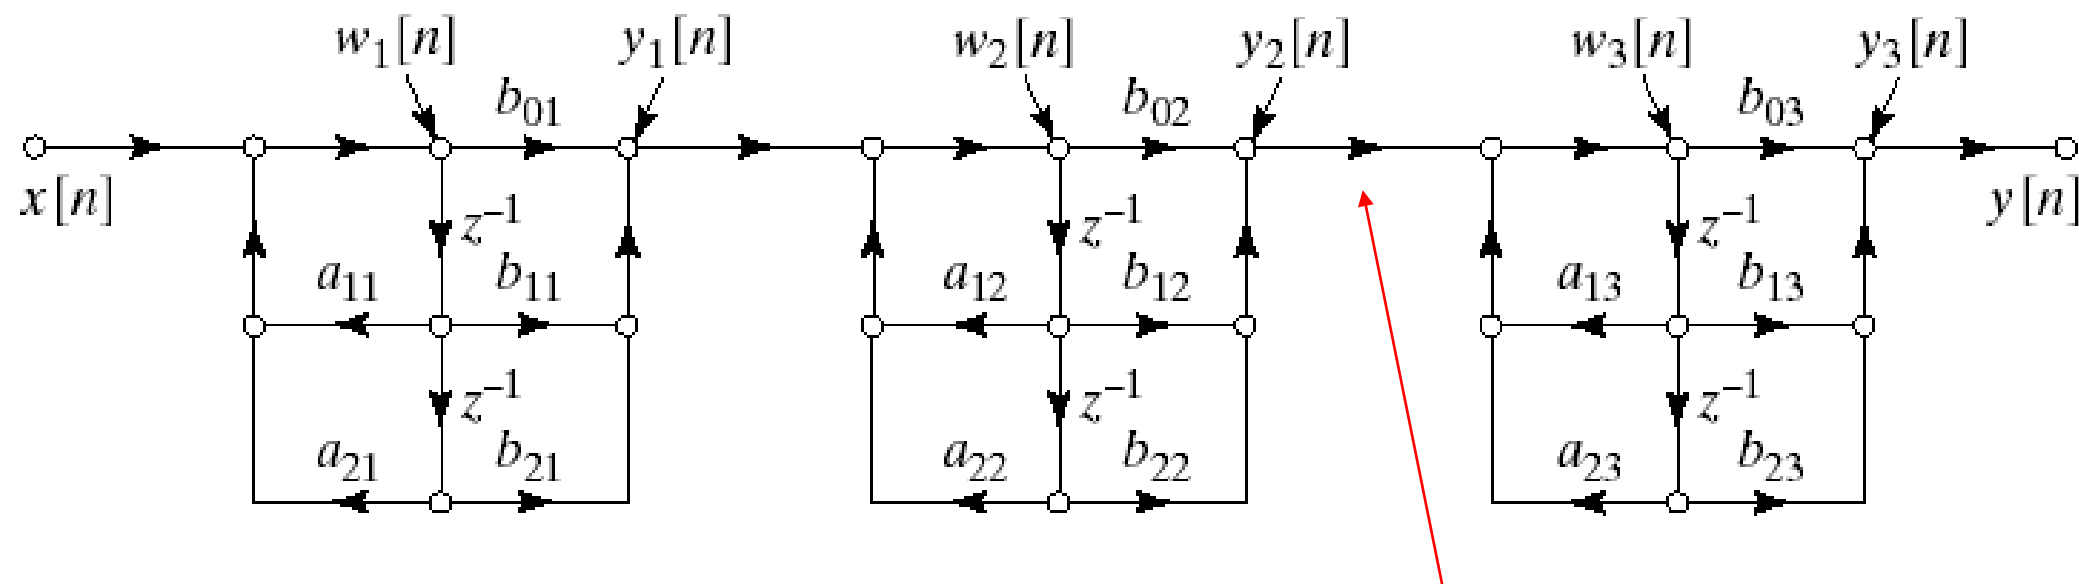 w₁[n] y₁[n] w₂[n] y₂[n] w₃[n] y₃[n]
b₀₁ b₀₂ b₀₃
x[n] z⁻¹ z⁻¹ z⁻¹ y[n]
a₁₁ b₁₁ a₁₂ b₁₂ a₁₃ b₁₃
z⁻¹ z⁻¹ z⁻¹
a₂₁ b₂₁ a₂₂ b₂₂ a₂₃ b₂₃